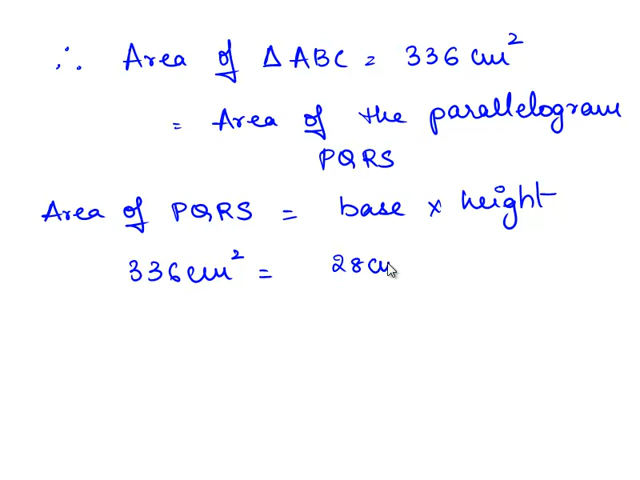 ∴ Area of ΔABC = 336 cm²
= Area of the parallelogram
PQRS
Area of PQRS = base × height
336 cm² = 28 cm